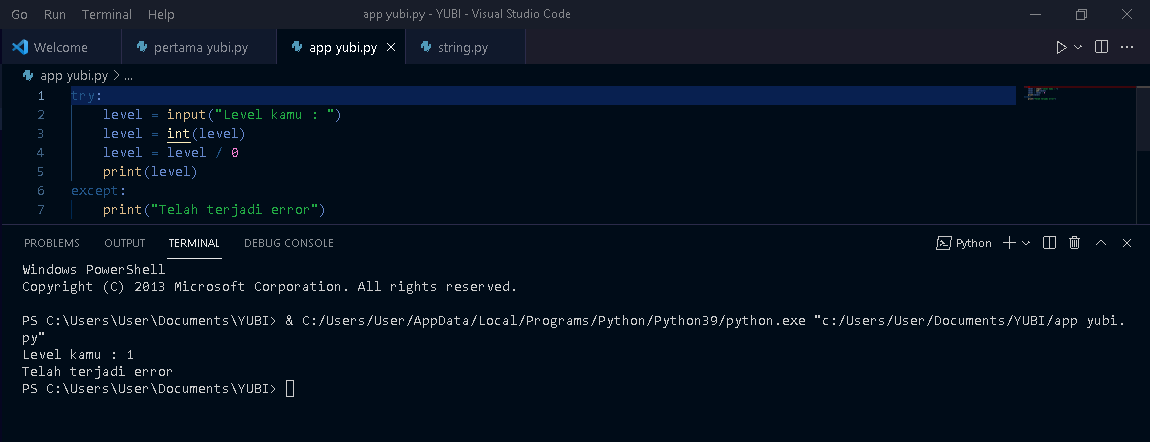 Go Run Terminal Help app yubi.py - YUBI - Visual Studio Code
Welcome pertama yubi.py app yubi.py string.py
app yubi.py > ...
1 try:
2 level = input("Level kamu : ")
3 level = int(level)
4 level = level / 0
5 print(level)
6 except:
7 print("Telah terjadi error")
PROBLEMS OUTPUT TERMINAL DEBUG CONSOLE Python
Windows PowerShell
Copyright (C) 2013 Microsoft Corporation. All rights reserved.
PS C:\Users\User\Documents\YUBI> & C:/Users/User/AppData/Local/Programs/Python/Python39/python.exe "c:/Users/User/Documents/YUBI/app yubi.
py"
Level kamu : 1
Telah terjadi error
PS C:\Users\User\Documents\YUBI>